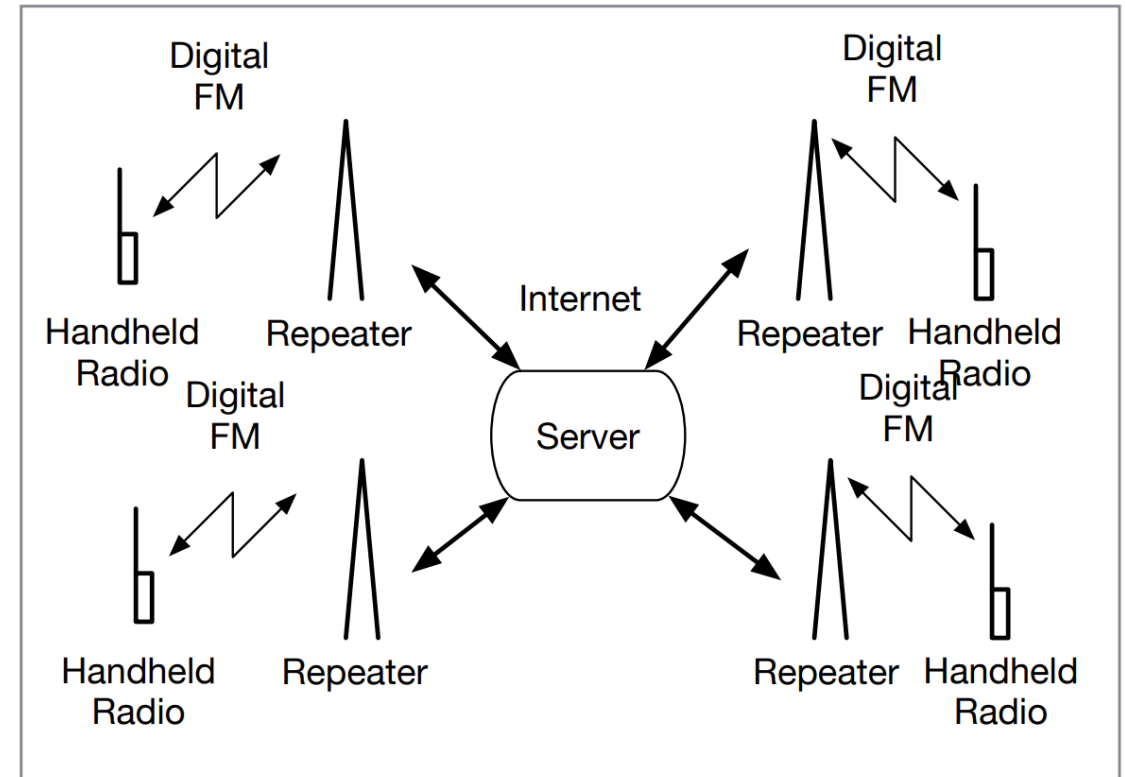 Digital
FM
Digital
FM
Internet
Handheld
Radio
Repeater
Repeater
Handheld
Radio
Digital
FM
Digital
FM
Server
Handheld
Radio
Repeater
Repeater
Handheld
Radio